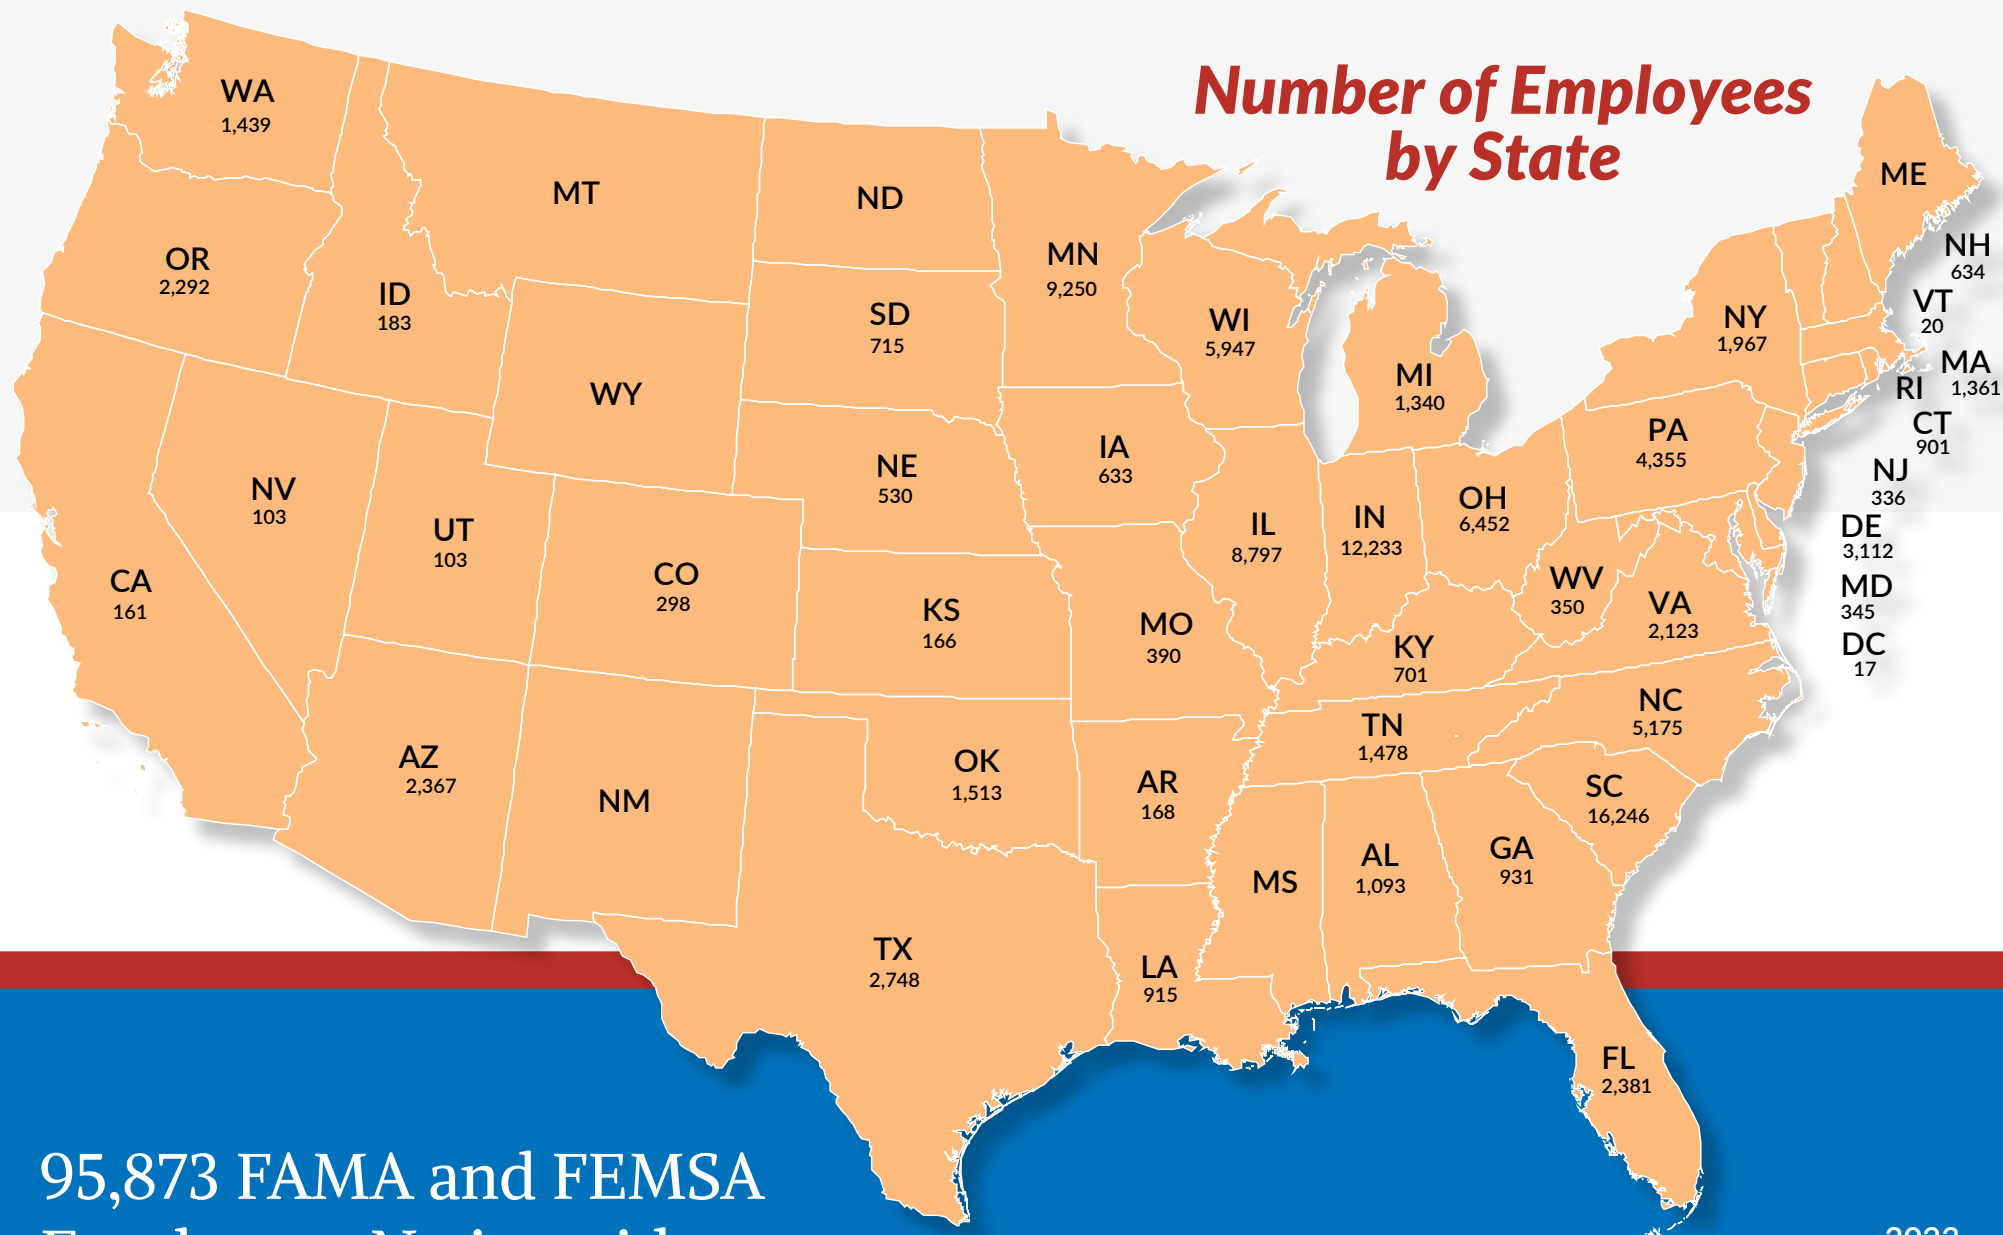 Number of Employees
by State
WA
1,439
MT
ND
MN
9,250
ME
OR
2,292
ID
183
SD
715
WI
5,947
MI
1,340
NY
1,967
NH
634
VT
20
MA
1,361
RI
CT
901
WY
IA
633
NE
530
PA
4,355
NJ
336
NV
103
UT
103
CO
298
IL
8,797
IN
12,233
OH
6,452
DE
3,112
CA
161
KS
166
MO
390
WV
350
VA
2,123
MD
345
DC
17
KY
701
NC
5,175
TN
1,478
AZ
2,367
NM
OK
1,513
AR
168
SC
16,246
MS
AL
1,093
GA
931
TX
2,748
LA
915
FL
2,381
95,873 FAMA and FEMSA